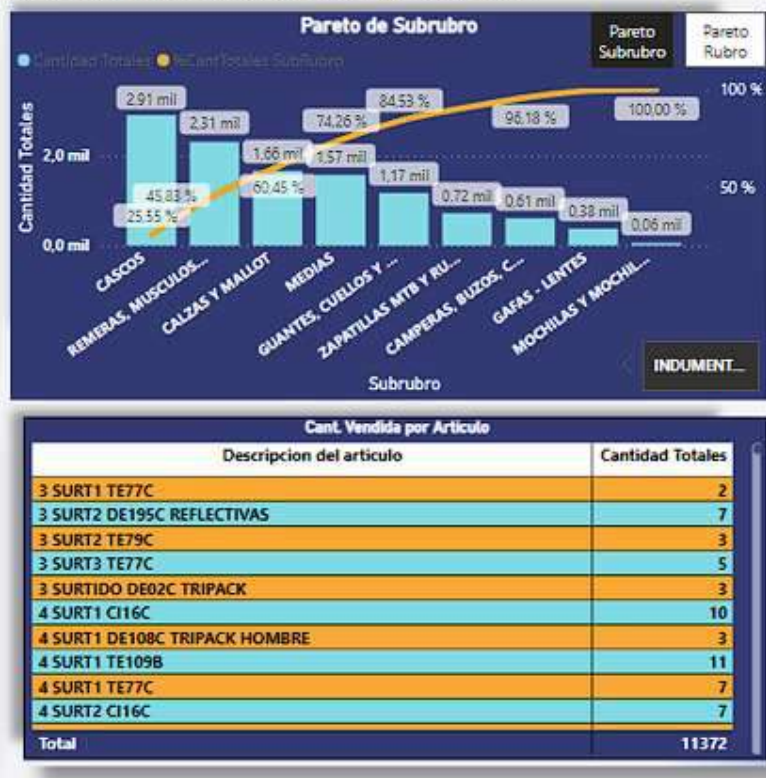 Pareto de Subrubro
Pareto Subrubro
Pareto Rubro
Cantidad Totales %CantTotales SubRubro
Cantidad Totales
2,0 mil
0,0 mil
100 %
50 %
2,91 mil
2,31 mil
1,66 mil
1,57 mil
1,17 mil
0,72 mil
0,61 mil
0,38 mil
0,06 mil
25,55 %
45,83 %
60,45 %
74,26 %
84,53 %
96,18 %
100,00 %
CASCOS
REMERAS, MUSCULOS...
CALZAS Y MALLOT
MEDIAS
GUANTES, CUELLOS Y ...
ZAPATILLAS MTB Y RU...
CAMPERAS, BUZOS, C...
GAFAS - LENTES
MOCHILAS Y MOCHIL...
Subrubro
INDUMENT...
Cant. Vendida por Articulo
Descripcion del articulo Cantidad Totales
3 SURT1 TE77C 2
3 SURT2 DE195C REFLECTIVAS 7
3 SURT2 TE79C 3
3 SURT3 TE77C 5
3 SURTIDO DE02C TRIPACK 3
4 SURT1 CI16C 10
4 SURT1 DE108C TRIPACK HOMBRE 3
4 SURT1 TE109B 11
4 SURT1 TE77C 7
4 SURT2 CI16C 7
Total 11372